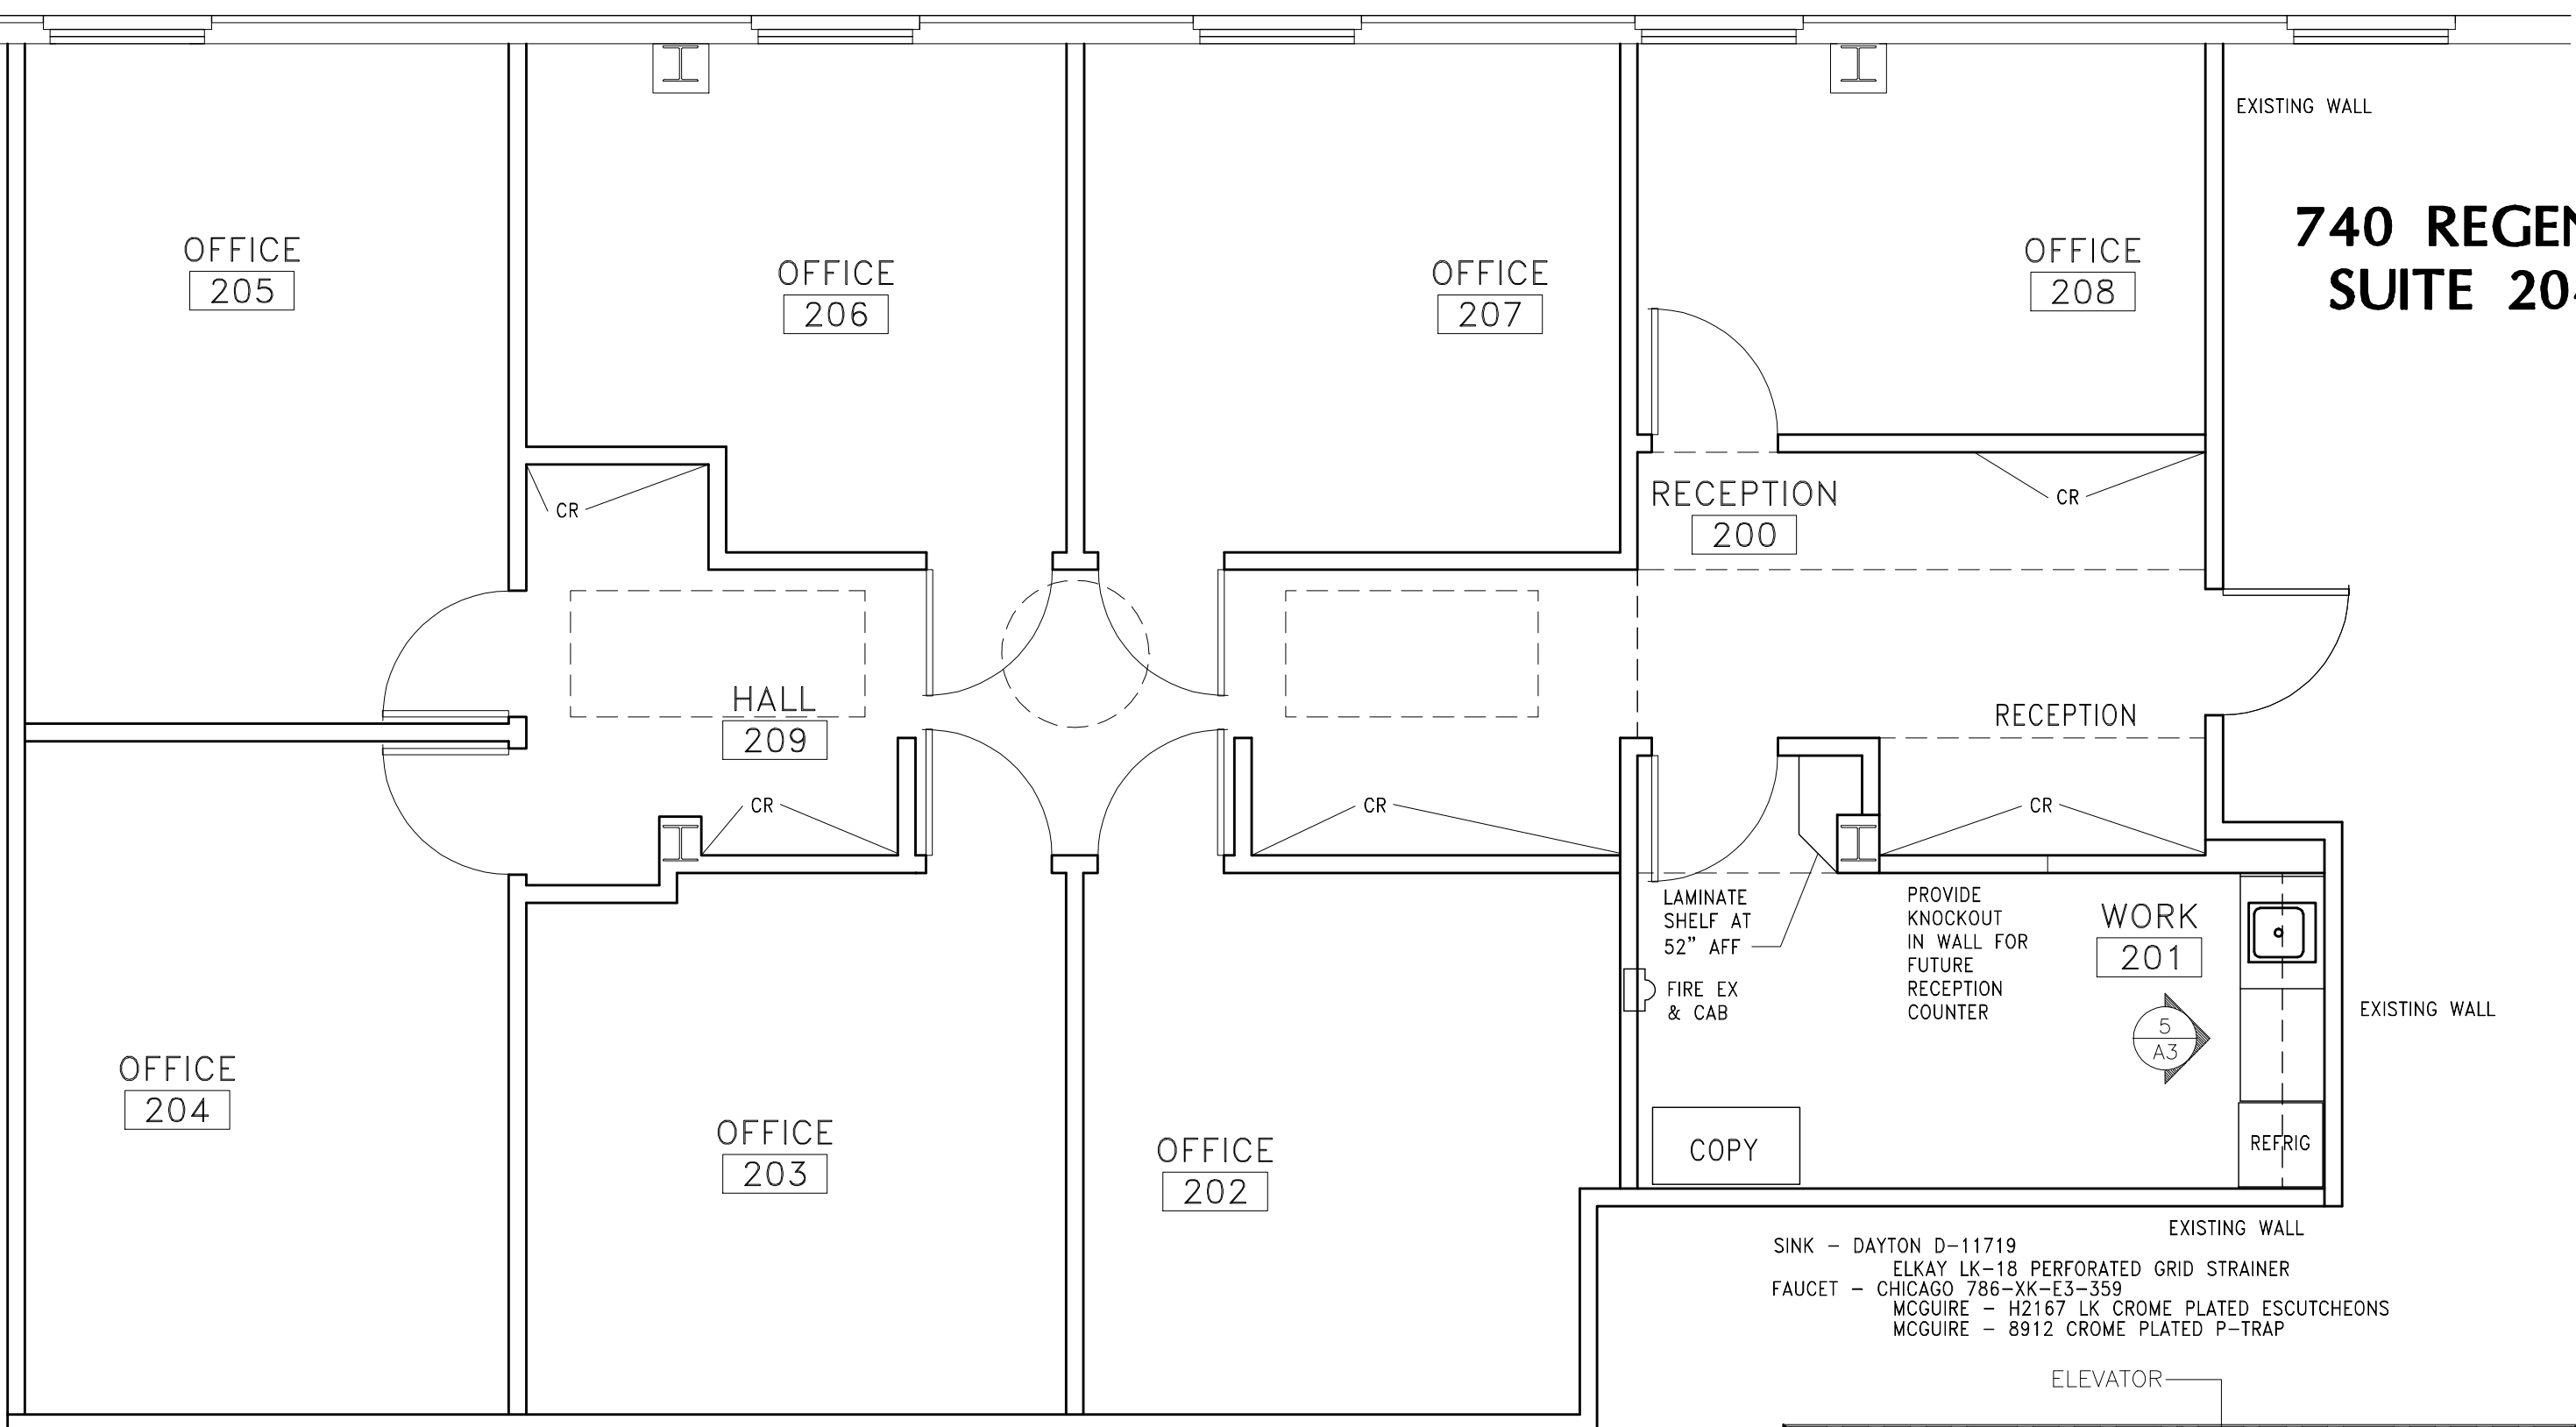 EXISTING WALL
740 REGEN
SUITE 20
OFFICE
205
OFFICE
206
OFFICE
207
OFFICE
208
CR
RECEPTION
200
CR
HALL
209
RECEPTION
CR
CR
CR
LAMINATE
SHELF AT
52" AFF
FIRE EX
& CAB
PROVIDE
KNOCKOUT
IN WALL FOR
FUTURE
RECEPTION
COUNTER
WORK
201
5
A3
EXISTING WALL
OFFICE
204
OFFICE
203
OFFICE
202
COPY
REFRIG
EXISTING WALL
SINK – DAYTON D–11719
ELKAY LK–18 PERFORATED GRID STRAINER
FAUCET – CHICAGO 786–XK–E3–359
MCGUIRE – H2167 LK CROME PLATED ESCUTCHEONS
MCGUIRE – 8912 CROME PLATED P–TRAP
ELEVATOR